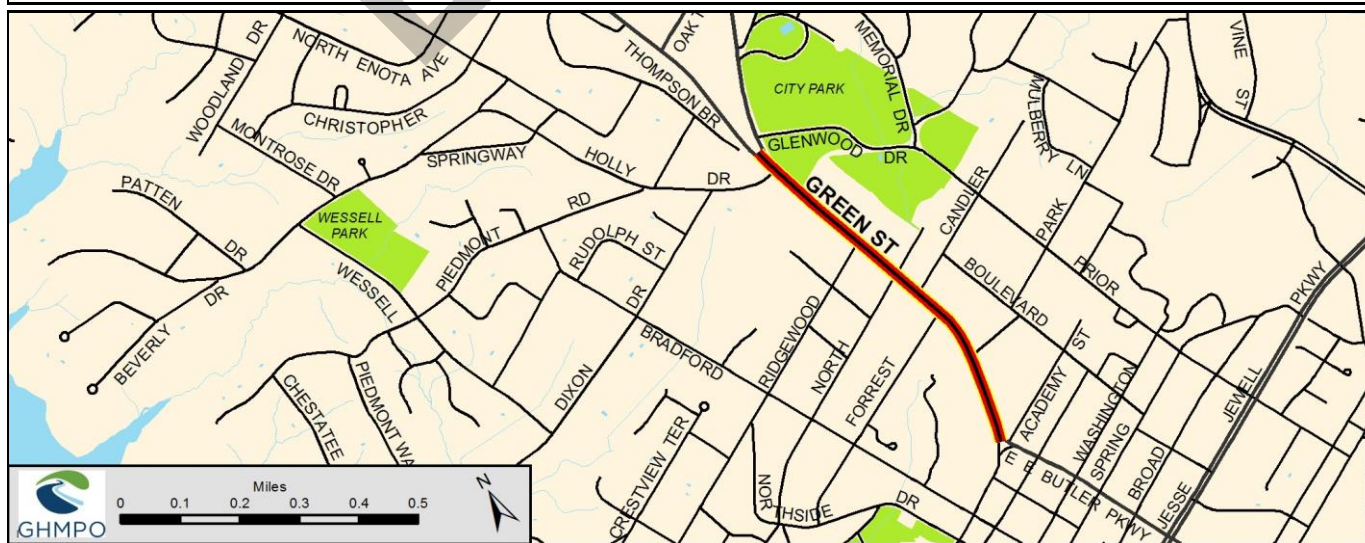 WOODLAND DR
NORTH ENOTA AVE
THOMPSON BR
OAK T
MEMORIAL DR
VINE ST
CITY PARK
CHRISTOPHER
MONTROSE DR
SPRINGWAY
HOLLY DR
GLENWOOD DR
MULBERRY LN
PATTEN DR
WESSELL
PARK
PIEDMONT RD
GREEN ST
CANDLER
PARK
RUDOLPH ST
WESSELL
BOULEVARD
PRIOR
BEVERLY DR
DIXON DR
BRADFORD
RIDGEWOOD
NORTH
FORREST
ACADEMY ST
WASHINGTON
SPRING
BROAD
JESSE JEWELL PKWY
CHESTATEE
PIEDMONT WA
CRESTVIEW TER
NORTHSIDE DR
E E BUTLER PKWY
GHMPO
Miles
0 0.1 0.2 0.3 0.4 0.5
N